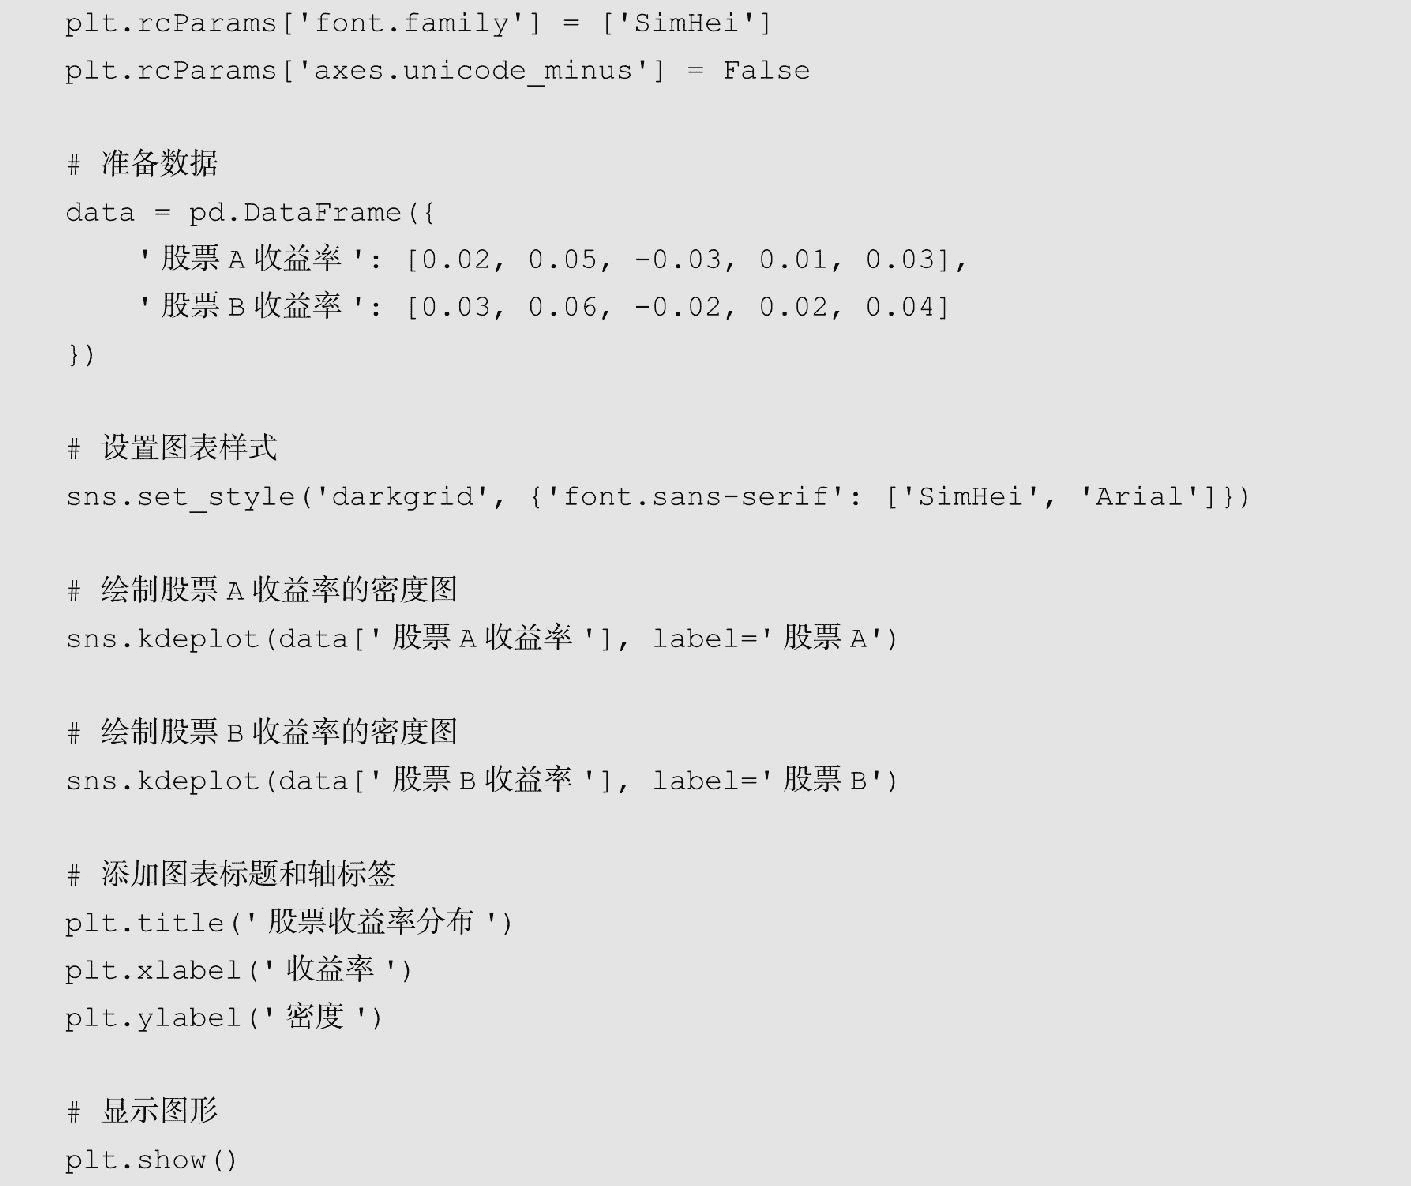 plt.rcParams['font.family'] = ['SimHei']
plt.rcParams['axes.unicode_minus'] = False
# 准备数据
data = pd.DataFrame({
    '股票A收益率': [0.02, 0.05, -0.03, 0.01, 0.03],
    '股票B收益率': [0.03, 0.06, -0.02, 0.02, 0.04]
})
# 设置图表样式
sns.set_style('darkgrid', {'font.sans-serif': ['SimHei', 'Arial']})
# 绘制股票A收益率的密度图
sns.kdeplot(data['股票A收益率'], label='股票A')
# 绘制股票B收益率的密度图
sns.kdeplot(data['股票B收益率'], label='股票B')
# 添加图表标题和轴标签
plt.title('股票收益率分布')
plt.xlabel('收益率')
plt.ylabel('密度')
# 显示图形
plt.show()